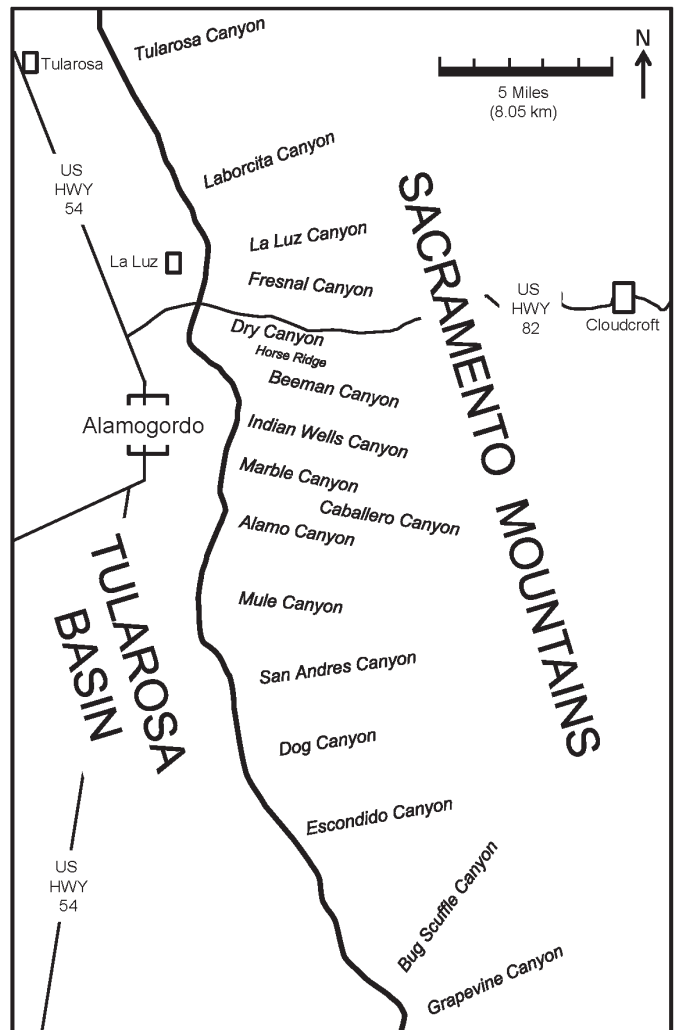 Tularosa Canyon
N
Tularosa
5 Miles
(8.05 km)
Laborcita Canyon
US
HWY
54
SACRAMENTO MOUNTAINS
La Luz Canyon
La Luz
Fresnal Canyon
US
HWY
82
Cloudcroft
Dry Canyon
Horse Ridge
Beeman Canyon
Alamogordo
Indian Wells Canyon
Marble Canyon
Caballero Canyon
Alamo Canyon
TULAROSA
BASIN
Mule Canyon
San Andres Canyon
Dog Canyon
Escondido Canyon
US
HWY
54
Bug Scuffle Canyon
Grapevine Canyon